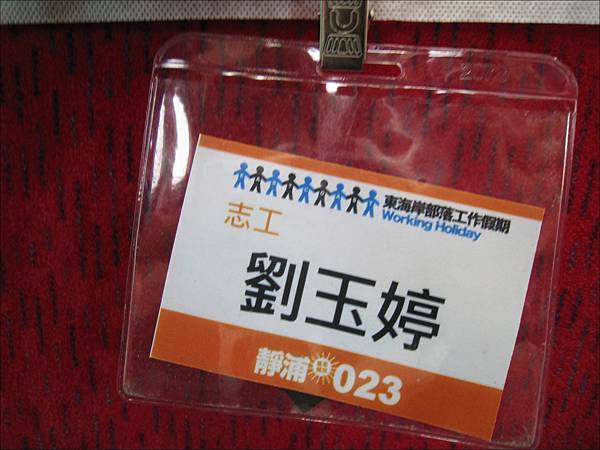 東海岸部落工作假期
Working Holiday
志工
劉玉婷
靜浦 023